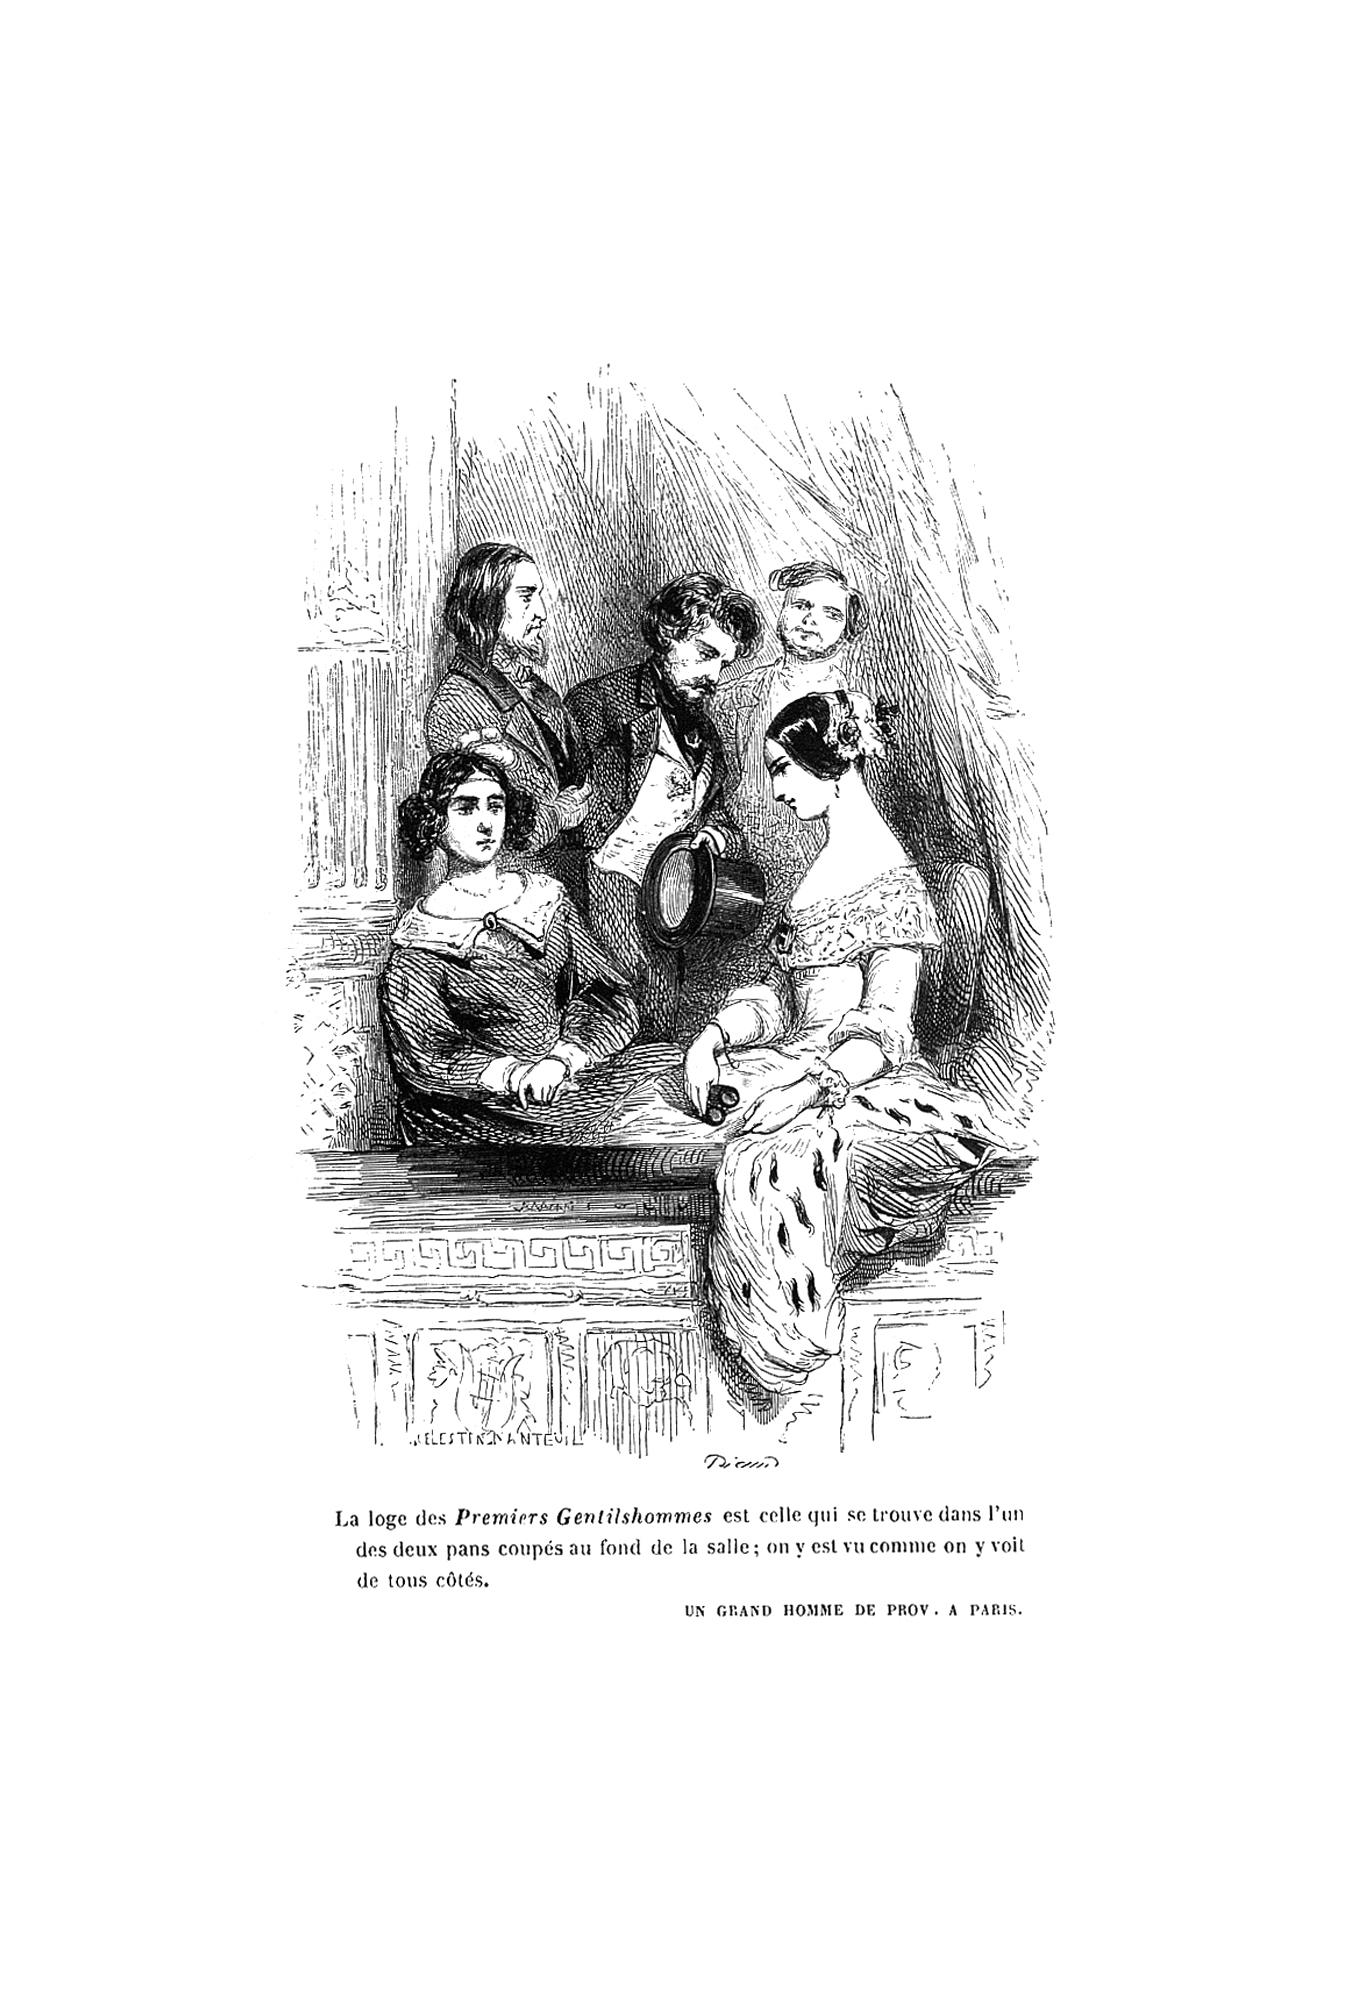 CELESTIN NANTEUIL
La loge des Premiers Gentilshommes est celle qui se trouve dans l'un
des deux pans coupés au fond de la salle; on y est vu comme on y voit
de tous côtés.
UN GRAND HOMME DE PROV. A PARIS.